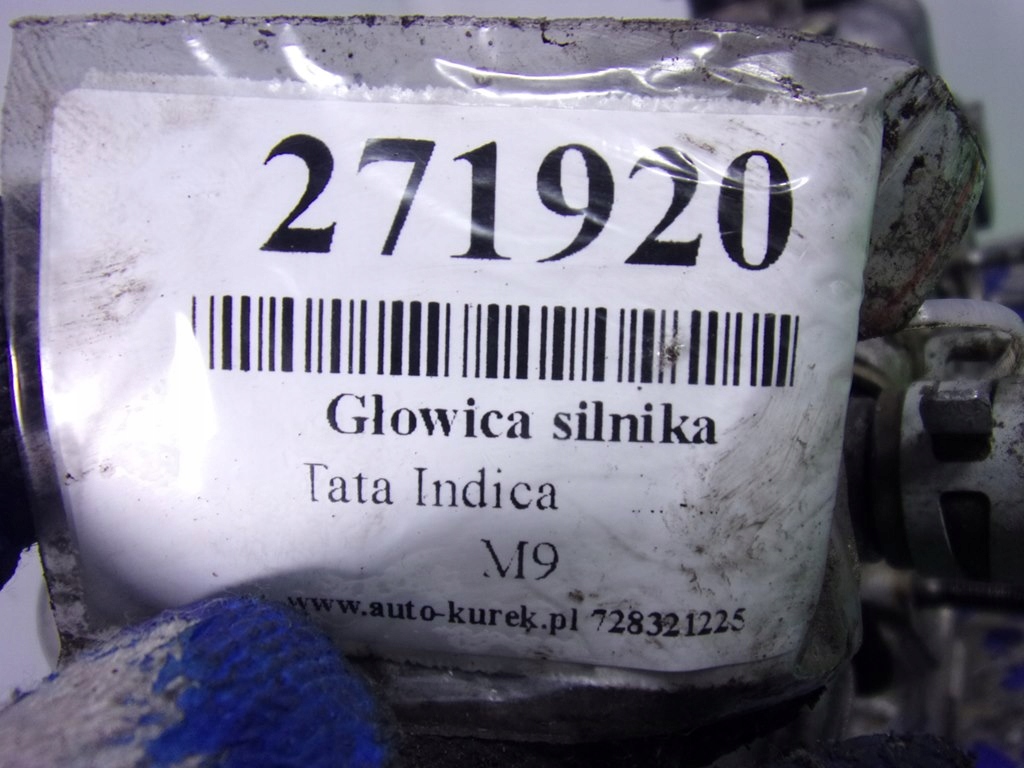 271920
Głowica silnika
Tata Indica
M9
www.auto-kurek.pl 728321225